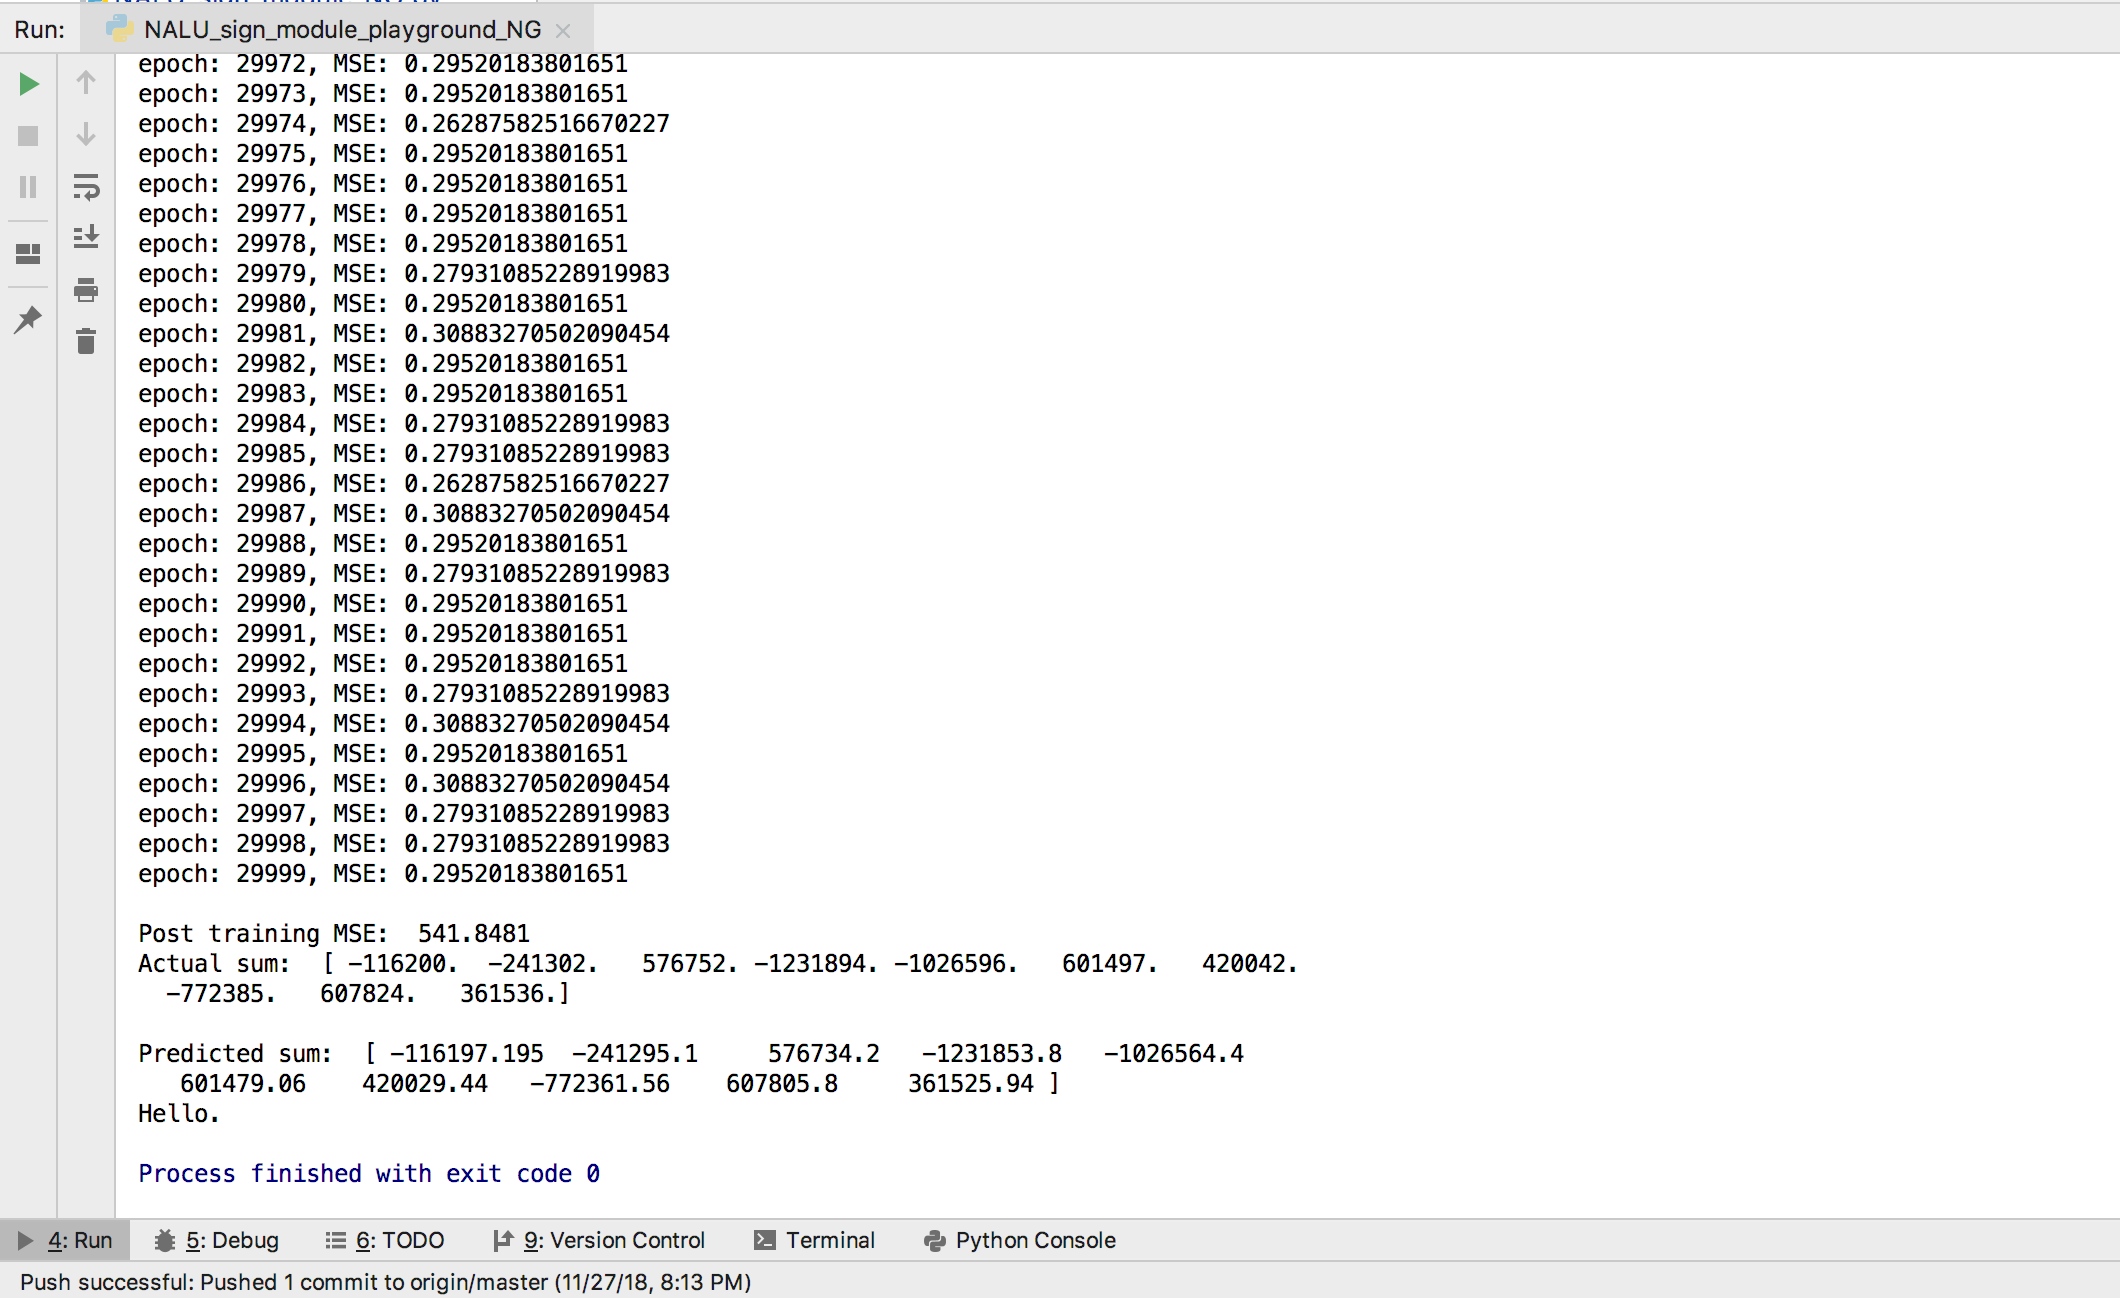 Run: NALU_sign_module_playground_NG
epoch: 29972, MSE: 0.29520183801651
epoch: 29973, MSE: 0.29520183801651
epoch: 29974, MSE: 0.26287582516670227
epoch: 29975, MSE: 0.29520183801651
epoch: 29976, MSE: 0.29520183801651
epoch: 29977, MSE: 0.29520183801651
epoch: 29978, MSE: 0.29520183801651
epoch: 29979, MSE: 0.27931085228919983
epoch: 29980, MSE: 0.29520183801651
epoch: 29981, MSE: 0.30883270502090454
epoch: 29982, MSE: 0.29520183801651
epoch: 29983, MSE: 0.29520183801651
epoch: 29984, MSE: 0.27931085228919983
epoch: 29985, MSE: 0.27931085228919983
epoch: 29986, MSE: 0.26287582516670227
epoch: 29987, MSE: 0.30883270502090454
epoch: 29988, MSE: 0.29520183801651
epoch: 29989, MSE: 0.27931085228919983
epoch: 29990, MSE: 0.29520183801651
epoch: 29991, MSE: 0.29520183801651
epoch: 29992, MSE: 0.29520183801651
epoch: 29993, MSE: 0.27931085228919983
epoch: 29994, MSE: 0.30883270502090454
epoch: 29995, MSE: 0.29520183801651
epoch: 29996, MSE: 0.30883270502090454
epoch: 29997, MSE: 0.27931085228919983
epoch: 29998, MSE: 0.27931085228919983
epoch: 29999, MSE: 0.29520183801651
Post training MSE:  541.8481
Actual sum:  [ -116200.  -241302.   576752. -1231894. -1026596.   601497.   420042.
  -772385.   607824.   361536.]
Predicted sum:  [ -116197.195  -241295.1     576734.2   -1231853.8   -1026564.4
   601479.06    420029.44   -772361.56    607805.8     361525.94 ]
Hello.
Process finished with exit code 0
4: Run 5: Debug 6: TODO 9: Version Control Terminal Python Console
Push successful: Pushed 1 commit to origin/master (11/27/18, 8:13 PM)